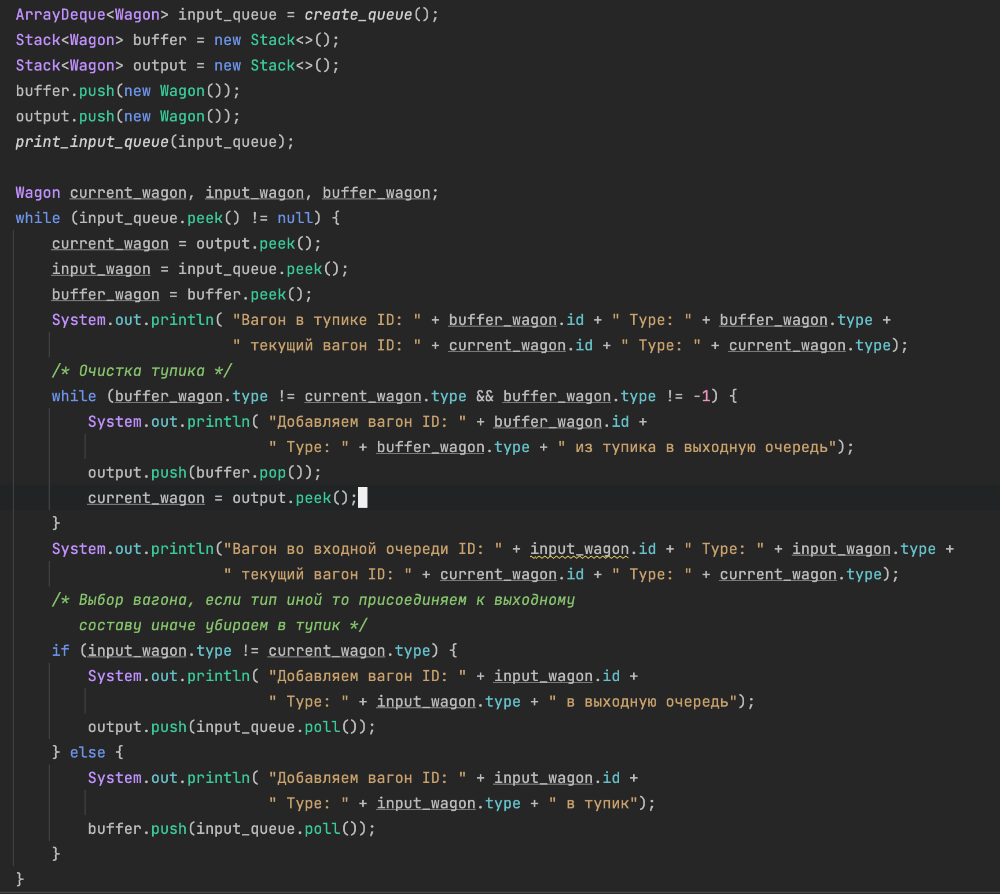 ArrayDeque<Wagon> input_queue = create_queue();
Stack<Wagon> buffer = new Stack<>();
Stack<Wagon> output = new Stack<>();
buffer.push(new Wagon());
output.push(new Wagon());
print_input_queue(input_queue);

Wagon current_wagon, input_wagon, buffer_wagon;
while (input_queue.peek() != null) {
    current_wagon = output.peek();
    input_wagon = input_queue.peek();
    buffer_wagon = buffer.peek();
    System.out.println( "Вагон в тупике ID: " + buffer_wagon.id + " Type: " + buffer_wagon.type +
                        " текущий вагон ID: " + current_wagon.id + " Type: " + current_wagon.type);
    /* Очистка тупика */
    while (buffer_wagon.type != current_wagon.type && buffer_wagon.type != -1) {
        System.out.println( "Добавляем вагон ID: " + buffer_wagon.id +
                            " Type: " + buffer_wagon.type + " из тупика в выходную очередь");
        output.push(buffer.pop());
        current_wagon = output.peek();
    }
    System.out.println("Вагон во входной очереди ID: " + input_wagon.id + " Type: " + input_wagon.type +
                       " текущий вагон ID: " + current_wagon.id + " Type: " + current_wagon.type);
    /* Выбор вагона, если тип иной то присоединяем к выходному
       составу иначе убираем в тупик */
    if (input_wagon.type != current_wagon.type) {
        System.out.println( "Добавляем вагон ID: " + input_wagon.id +
                            " Type: " + input_wagon.type + " в выходную очередь");
        output.push(input_queue.poll());
    } else {
        System.out.println( "Добавляем вагон ID: " + input_wagon.id +
                            " Type: " + input_wagon.type + " в тупик");
        buffer.push(input_queue.poll());
    }
}